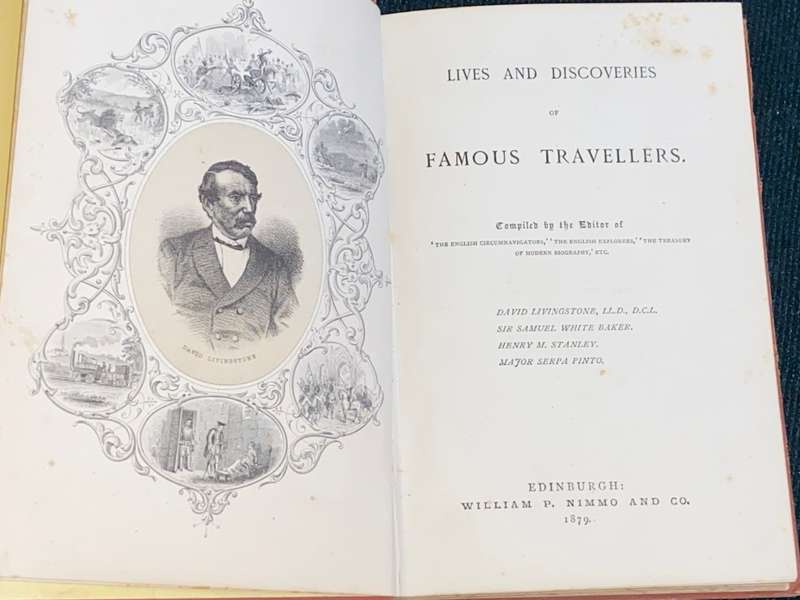 DAVID LIVINGSTONE
LIVES AND DISCOVERIES
OF
FAMOUS TRAVELLERS.
Compiled by the Editor of
'THE ENGLISH CIRCUMNAVIGATORS,' 'THE ENGLISH EXPLORERS,' 'THE TREASURY
OF MODERN BIOGRAPHY,' ETC.
DAVID LIVINGSTONE, LL.D., D.C.L.
SIR SAMUEL WHITE BAKER.
HENRY M. STANLEY.
MAJOR SERPA PINTO.
EDINBURGH:
WILLIAM P. NIMMO AND CO.
1879.